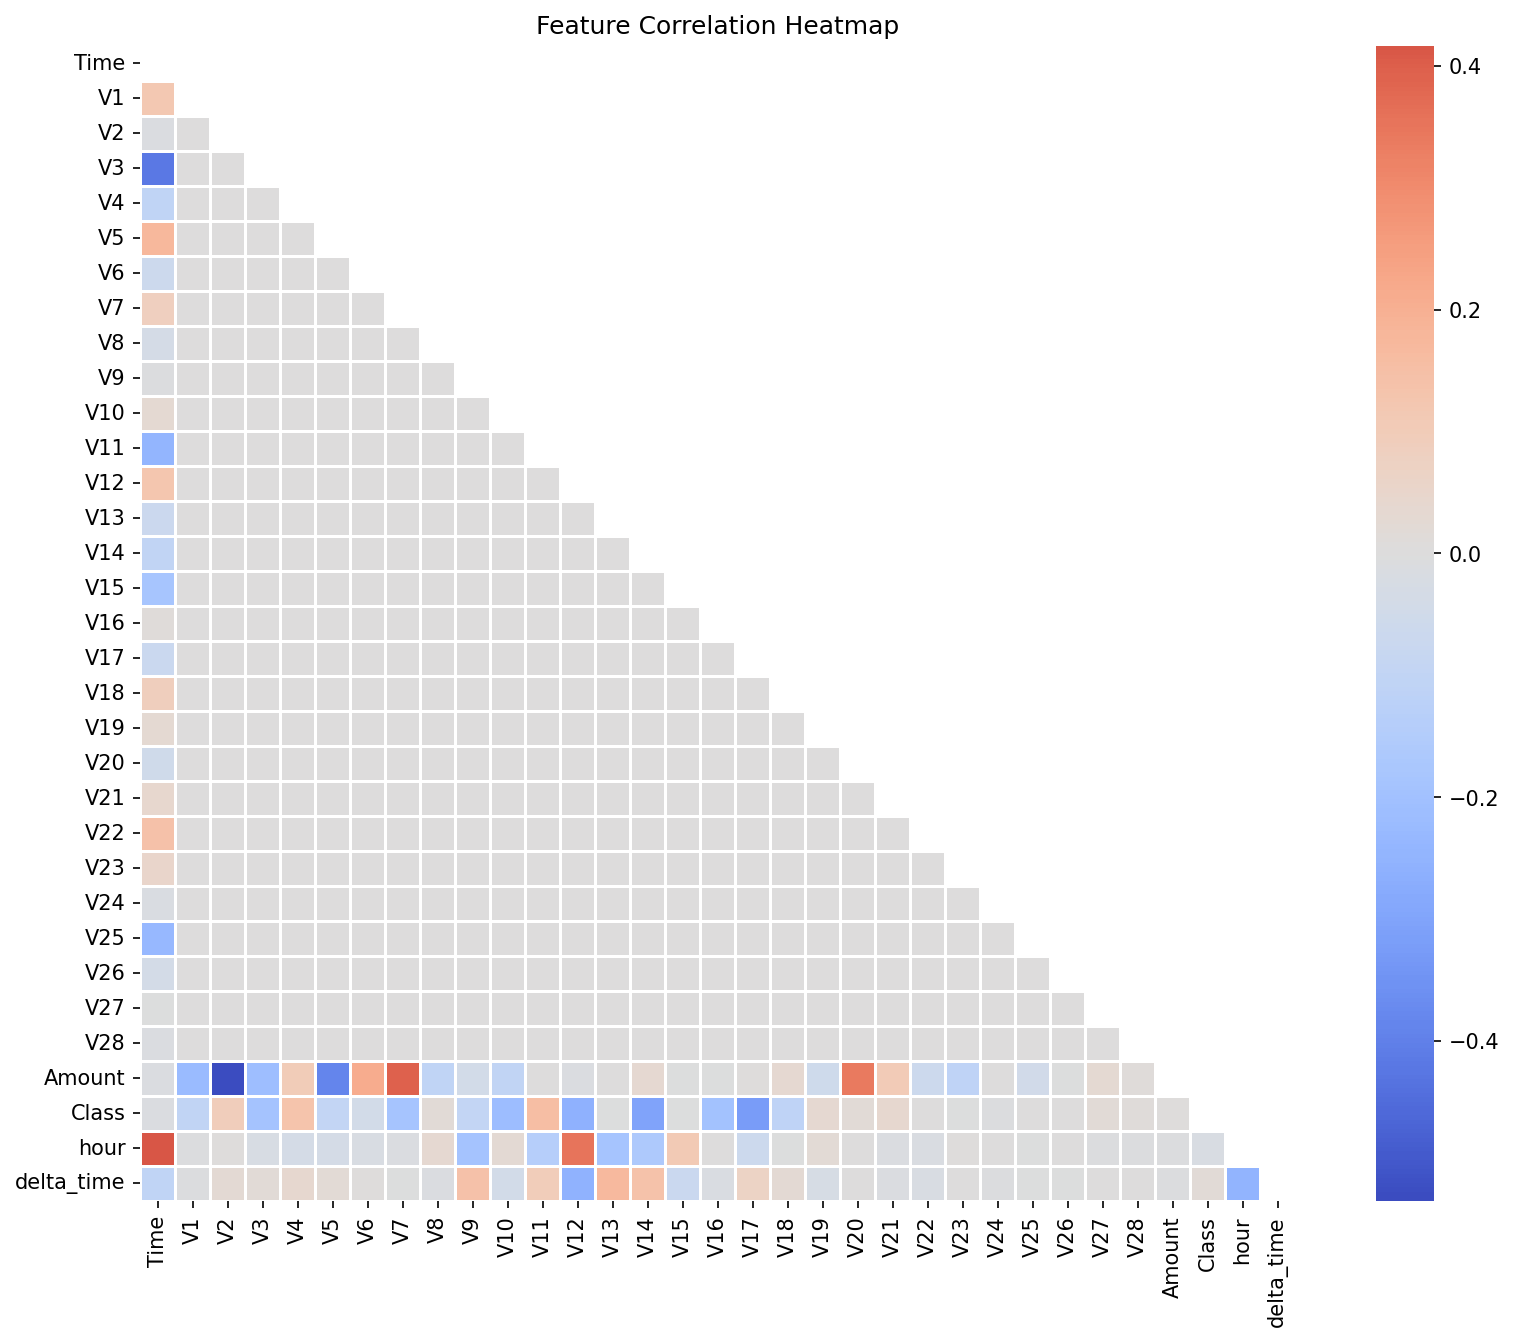 Feature Correlation Heatmap
Time
V1
V2
V3
V4
V5
V6
V7
V8
V9
V10
V11
V12
V13
V14
V15
V16
V17
V18
V19
V20
V21
V22
V23
V24
V25
V26
V27
V28
Amount
Class
hour
delta_time
Time
V1
V2
V3
V4
V5
V6
V7
V8
V9
V10
V11
V12
V13
V14
V15
V16
V17
V18
V19
V20
V21
V22
V23
V24
V25
V26
V27
V28
Amount
Class
hour
delta_time
0.4
0.2
0.0
−0.2
−0.4